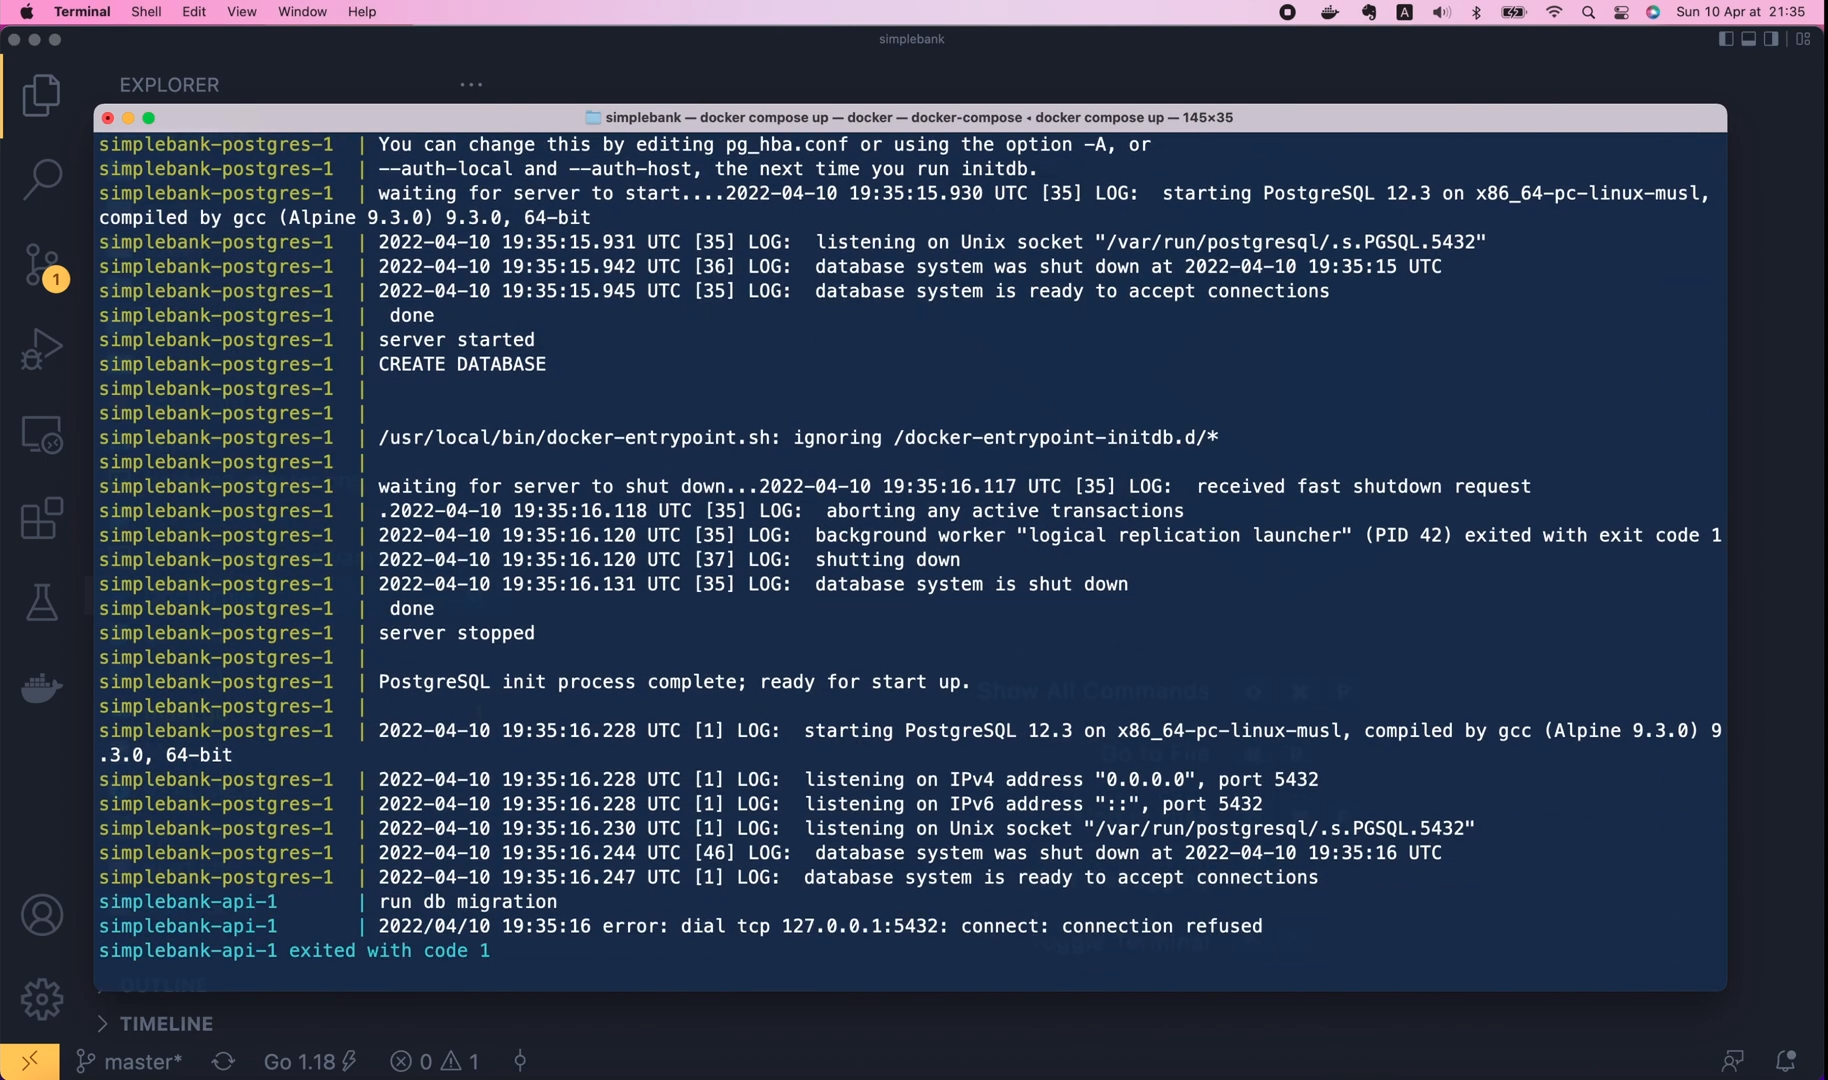 Terminal Shell Edit View Window Help A Sun 10 Apr at 21:35
simplebank
EXPLORER ...
simplebank — docker compose up — docker — docker-compose ◂ docker compose up — 145×35
simplebank-postgres-1 | You can change this by editing pg_hba.conf or using the option -A, or
simplebank-postgres-1 | --auth-local and --auth-host, the next time you run initdb.
simplebank-postgres-1 | waiting for server to start....2022-04-10 19:35:15.930 UTC [35] LOG:  starting PostgreSQL 12.3 on x86_64-pc-linux-musl,
compiled by gcc (Alpine 9.3.0) 9.3.0, 64-bit
simplebank-postgres-1 | 2022-04-10 19:35:15.931 UTC [35] LOG:  listening on Unix socket "/var/run/postgresql/.s.PGSQL.5432"
simplebank-postgres-1 | 2022-04-10 19:35:15.942 UTC [36] LOG:  database system was shut down at 2022-04-10 19:35:15 UTC
simplebank-postgres-1 | 2022-04-10 19:35:15.945 UTC [35] LOG:  database system is ready to accept connections
simplebank-postgres-1 |  done
simplebank-postgres-1 | server started
simplebank-postgres-1 | CREATE DATABASE
simplebank-postgres-1 |
simplebank-postgres-1 |
simplebank-postgres-1 | /usr/local/bin/docker-entrypoint.sh: ignoring /docker-entrypoint-initdb.d/*
simplebank-postgres-1 |
simplebank-postgres-1 | waiting for server to shut down...2022-04-10 19:35:16.117 UTC [35] LOG:  received fast shutdown request
simplebank-postgres-1 | .2022-04-10 19:35:16.118 UTC [35] LOG:  aborting any active transactions
simplebank-postgres-1 | 2022-04-10 19:35:16.120 UTC [35] LOG:  background worker "logical replication launcher" (PID 42) exited with exit code 1
simplebank-postgres-1 | 2022-04-10 19:35:16.120 UTC [37] LOG:  shutting down
simplebank-postgres-1 | 2022-04-10 19:35:16.131 UTC [35] LOG:  database system is shut down
simplebank-postgres-1 |  done
simplebank-postgres-1 | server stopped
simplebank-postgres-1 |
simplebank-postgres-1 | PostgreSQL init process complete; ready for start up.
Show All Commands
simplebank-postgres-1 |
simplebank-postgres-1 | 2022-04-10 19:35:16.228 UTC [1] LOG:  starting PostgreSQL 12.3 on x86_64-pc-linux-musl, compiled by gcc (Alpine 9.3.0) 9
.3.0, 64-bit
Go to File
simplebank-postgres-1 | 2022-04-10 19:35:16.228 UTC [1] LOG:  listening on IPv4 address "0.0.0.0", port 5432
simplebank-postgres-1 | 2022-04-10 19:35:16.228 UTC [1] LOG:  listening on IPv6 address "::", port 5432
simplebank-postgres-1 | 2022-04-10 19:35:16.230 UTC [1] LOG:  listening on Unix socket "/var/run/postgresql/.s.PGSQL.5432"
simplebank-postgres-1 | 2022-04-10 19:35:16.244 UTC [46] LOG:  database system was shut down at 2022-04-10 19:35:16 UTC
simplebank-postgres-1 | 2022-04-10 19:35:16.247 UTC [1] LOG:  database system is ready to accept connections
simplebank-api-1 | run db migration
simplebank-api-1 | 2022/04/10 19:35:16 error: dial tcp 127.0.0.1:5432: connect: connection refused
simplebank-api-1 exited with code 1
OUTLINE
TIMELINE
1
master* Go 1.18 0 1